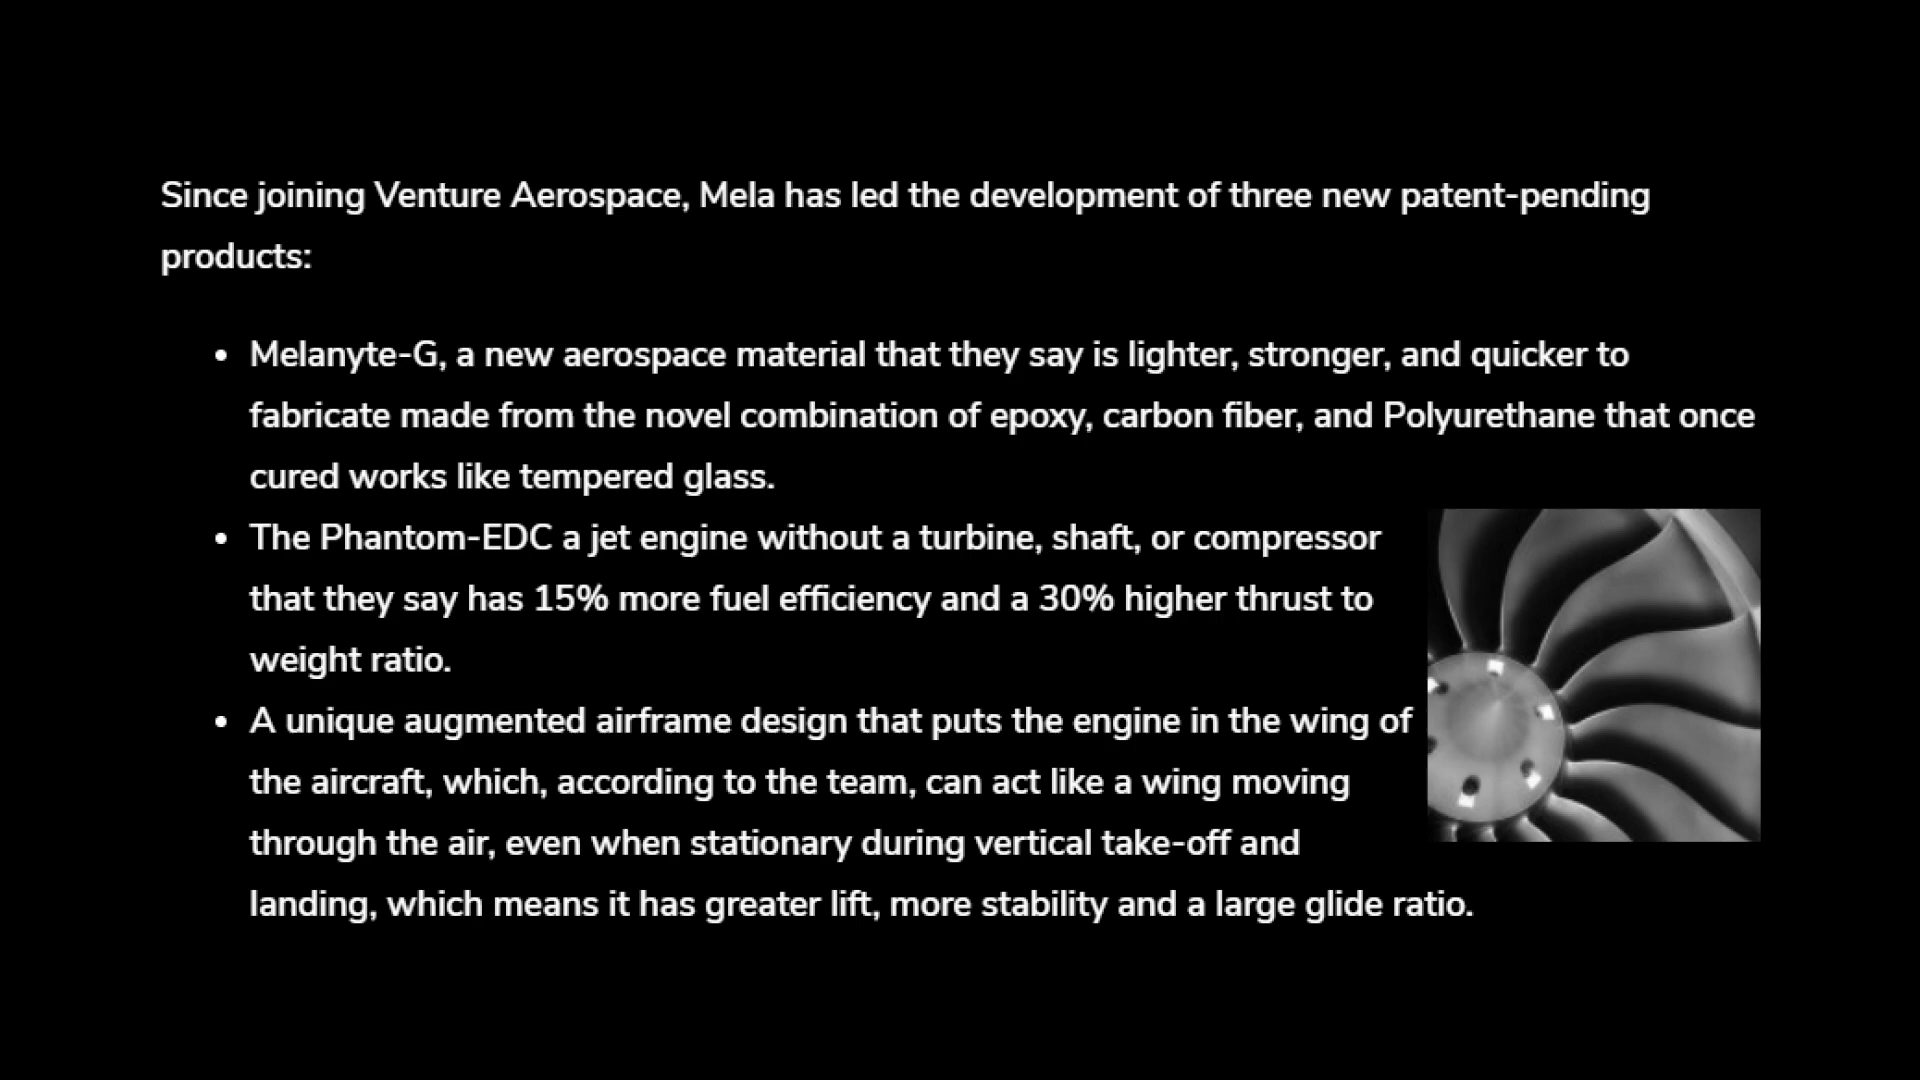 Since joining Venture Aerospace, Mela has led the development of three new patent-pending
products:
• Melanyte-G, a new aerospace material that they say is lighter, stronger, and quicker to
fabricate made from the novel combination of epoxy, carbon fiber, and Polyurethane that once
cured works like tempered glass.
• The Phantom-EDC a jet engine without a turbine, shaft, or compressor
that they say has 15% more fuel efficiency and a 30% higher thrust to
weight ratio.
• A unique augmented airframe design that puts the engine in the wing of
the aircraft, which, according to the team, can act like a wing moving
through the air, even when stationary during vertical take-off and
landing, which means it has greater lift, more stability and a large glide ratio.